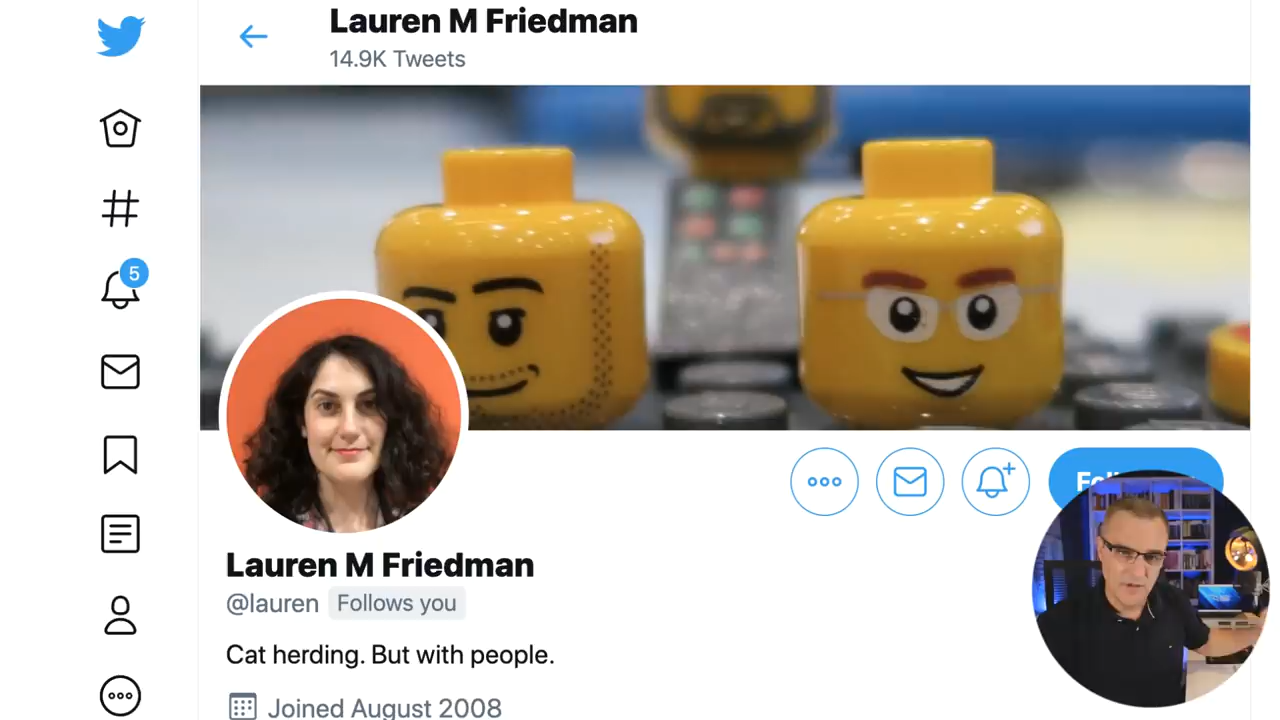 Lauren M Friedman
14.9K Tweets
5
Lauren M Friedman
@lauren Follows you
Cat herding. But with people.
Joined August 2008